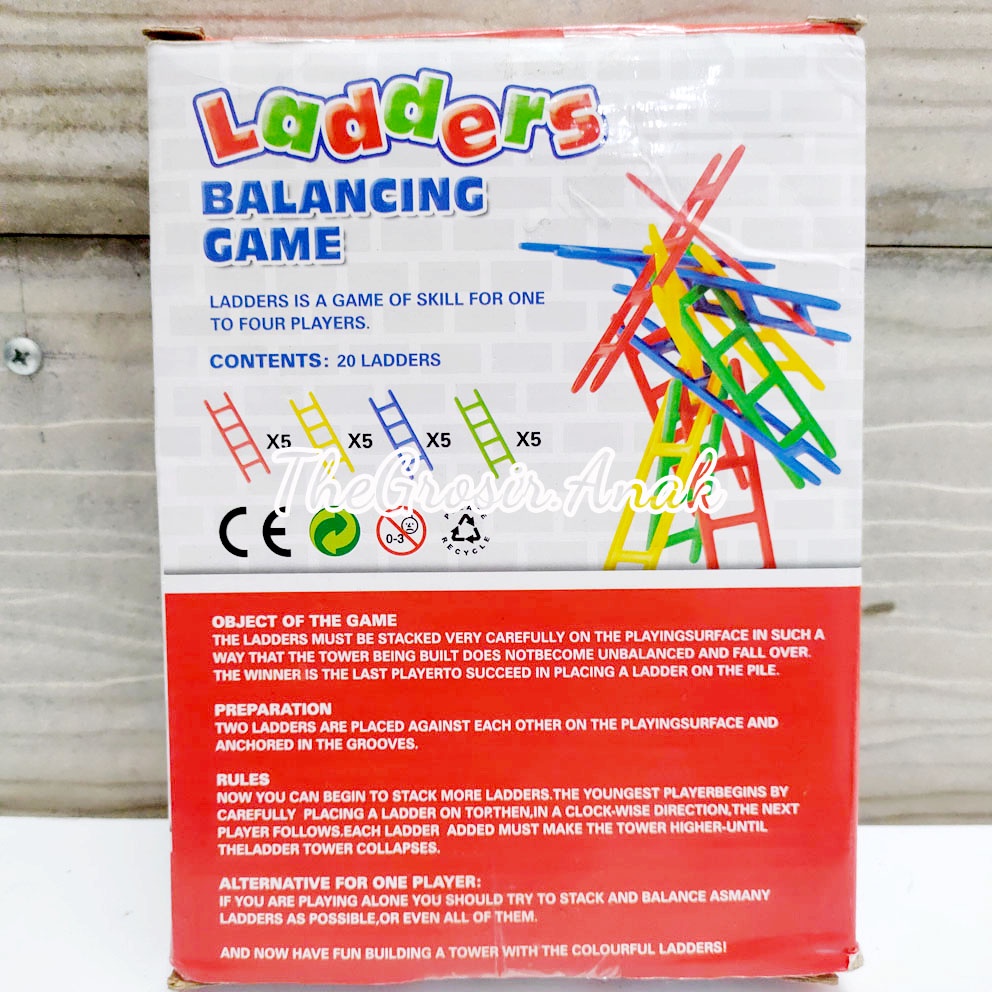 Ladders
BALANCING
GAME
LADDERS IS A GAME OF SKILL FOR ONE
TO FOUR PLAYERS.
CONTENTS: 20 LADDERS
X5 X5 X5 X5
TheGrosir.Anak
CE 0-3 PLEASE RECYCLE
OBJECT OF THE GAME
THE LADDERS MUST BE STACKED VERY CAREFULLY ON THE PLAYINGSURFACE IN SUCH A
WAY THAT THE TOWER BEING BUILT DOES NOTBECOME UNBALANCED AND FALL OVER.
THE WINNER IS THE LAST PLAYERTO SUCCEED IN PLACING A LADDER ON THE PILE.
PREPARATION
TWO LADDERS ARE PLACED AGAINST EACH OTHER ON THE PLAYINGSURFACE AND
ANCHORED IN THE GROOVES.
RULES
NOW YOU CAN BEGIN TO STACK MORE LADDERS.THE YOUNGEST PLAYERBEGINS BY
CAREFULLY PLACING A LADDER ON TOP.THEN,IN A CLOCK-WISE DIRECTION,THE NEXT
PLAYER FOLLOWS.EACH LADDER ADDED MUST MAKE THE TOWER HIGHER-UNTIL
THELADDER TOWER COLLAPSES.
ALTERNATIVE FOR ONE PLAYER:
IF YOU ARE PLAYING ALONE YOU SHOULD TRY TO STACK AND BALANCE ASMANY
LADDERS AS POSSIBLE,OR EVEN ALL OF THEM.
AND NOW HAVE FUN BUILDING A TOWER WITH THE COLOURFUL LADDERS!